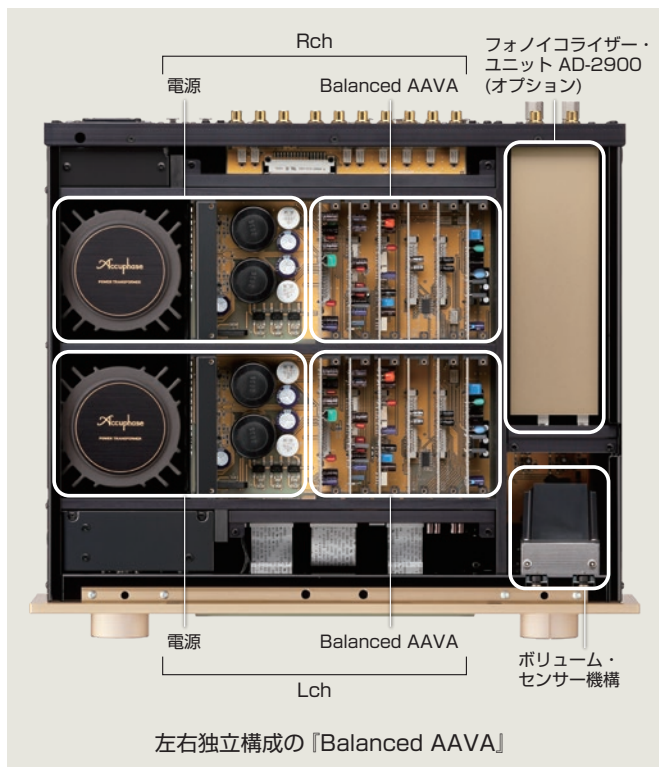 Rch
電源
Balanced AAVA
フォノイコライザー・
ユニット AD-2900
(オプション)
Accuphase
POWER TRANSFORMER
Accuphase
POWER TRANSFORMER
電源
Balanced AAVA
Lch
ボリューム・
センサー機構
左右独立構成の『Balanced AAVA』